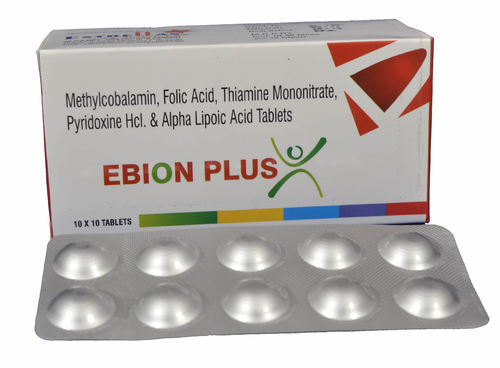 Methylcobalamin, Folic Acid, Thiamine Mononitrate,
Pyridoxine Hcl. & Alpha Lipoic Acid Tablets
EBION PLUS
10 X 10 TABLETS